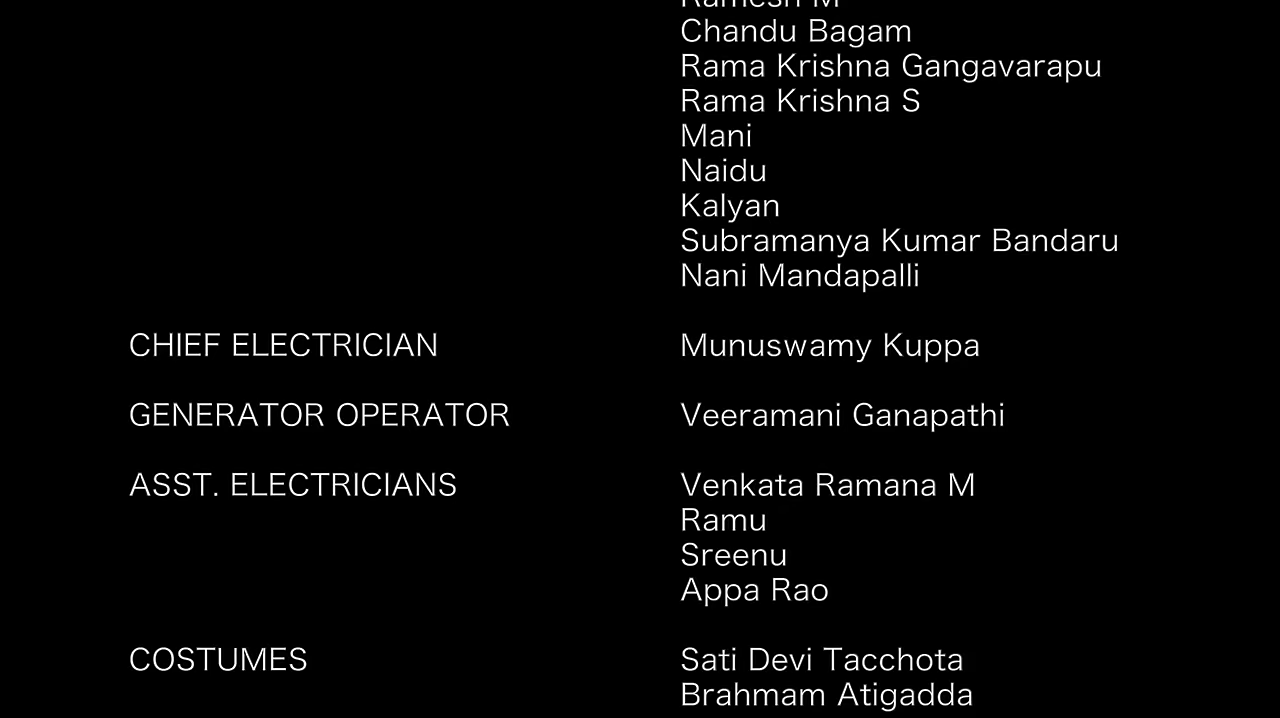 Ramesh M
Chandu Bagam
Rama Krishna Gangavarapu
Rama Krishna S
Mani
Naidu
Kalyan
Subramanya Kumar Bandaru
Nani Mandapalli
CHIEF ELECTRICIAN Munuswamy Kuppa
GENERATOR OPERATOR Veeramani Ganapathi
ASST. ELECTRICIANS Venkata Ramana M
Ramu
Sreenu
Appa Rao
COSTUMES Sati Devi Tacchota
Brahmam Atigadda